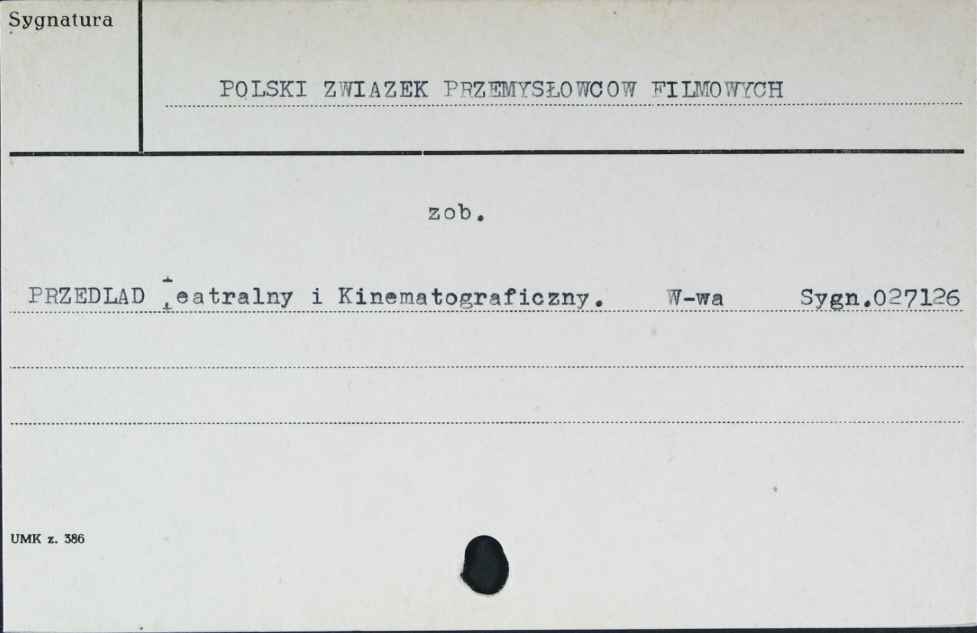 Sygnatura
POLSKI ZWIAZEK PRZEMYSŁOWCOW FILMOWYCH
zob.
PRZEDLAD Teatralny i Kinematograficzny. W-wa Sygn.027126
UMK z. 386